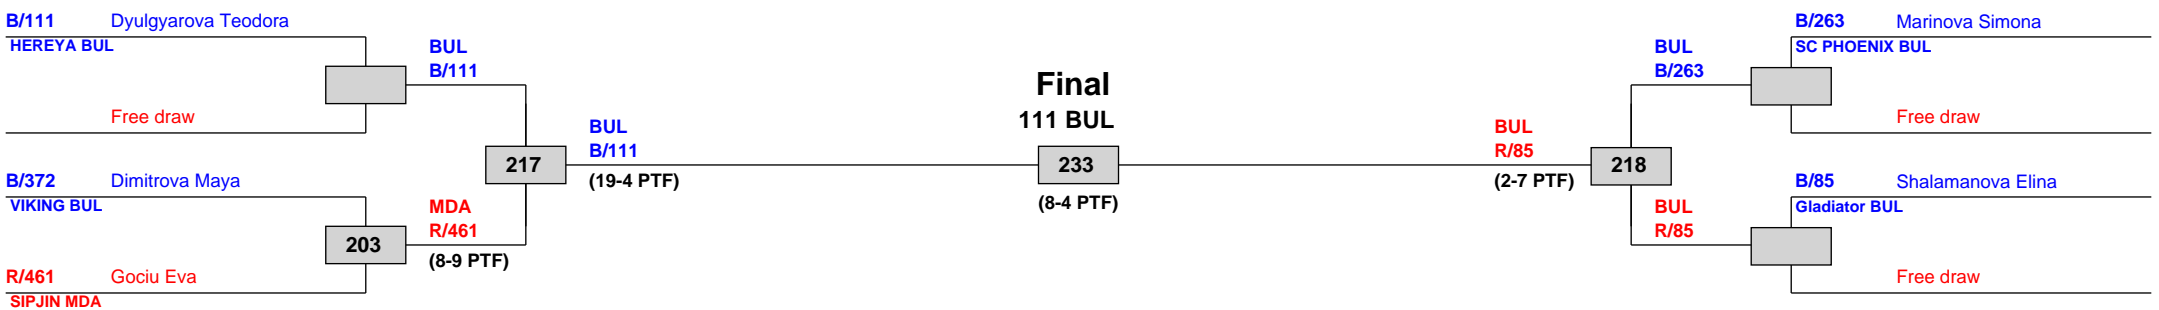 B/111 Dyulgyarova Teodora
HEREYA BUL
BUL
B/111
Free draw
B/372 Dimitrova Maya
VIKING BUL
203
R/461 Gociu Eva
SIPJIN MDA
MDA
R/461
(8-9 PTF)
217
BUL
B/111
(19-4 PTF)
Final
111 BUL
233
(8-4 PTF)
BUL
R/85
(2-7 PTF)
218
BUL
B/263
BUL
R/85
B/263 Marinova Simona
SC PHOENIX BUL
Free draw
B/85 Shalamanova Elina
Gladiator BUL
Free draw